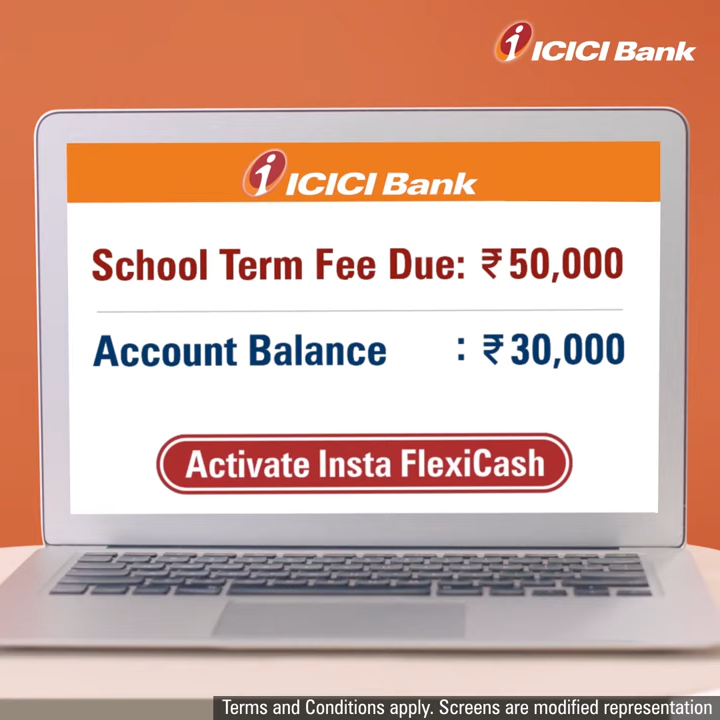 ICICI Bank
ICICI Bank
School Term Fee Due: ₹50,000
Account Balance : ₹30,000
Activate Insta FlexiCash
Terms and Conditions apply. Screens are modified representation